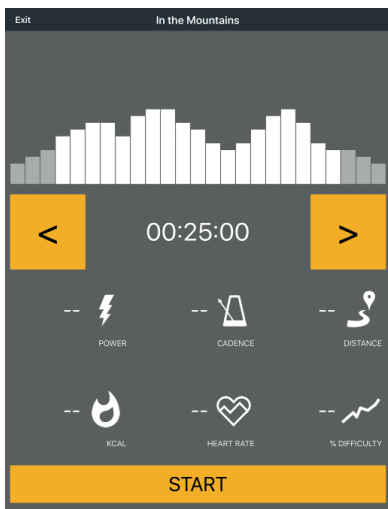 Exit In the Mountains
< 00:25:00 >
-- -- --
POWER CADENCE DISTANCE
-- -- --
KCAL HEART RATE % DIFFICULTY
START